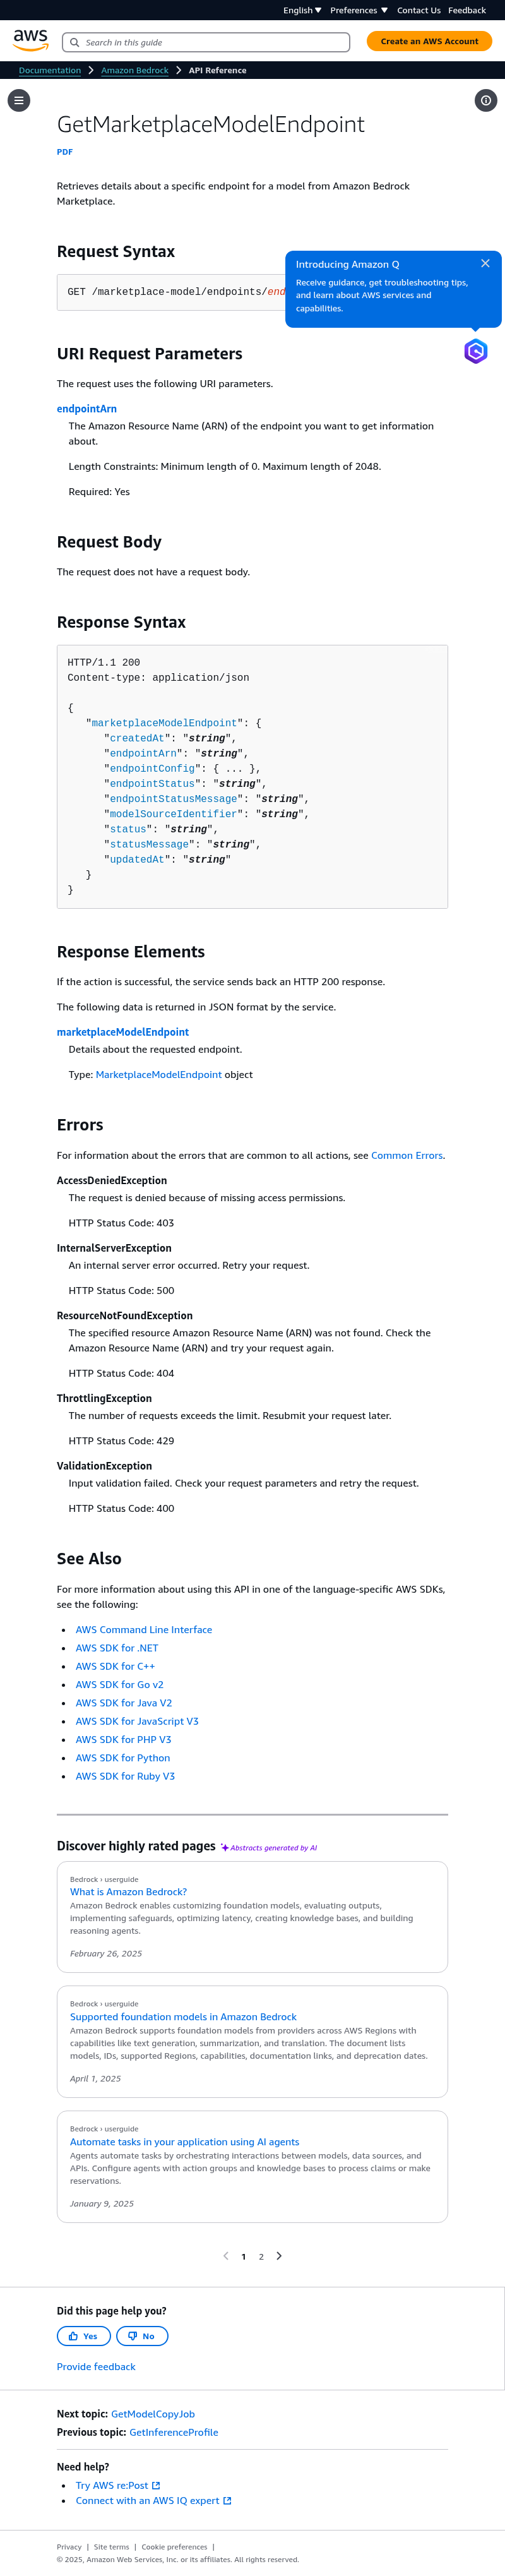 English Preferences Contact Us Feedback
aws
Search in this guide
Create an AWS Account
Documentation Amazon Bedrock API Reference
GetMarketplaceModelEndpoint
PDF
Retrieves details about a specific endpoint for a model from Amazon Bedrock
Marketplace.
Request Syntax
GET /marketplace-model/endpoints/end
Introducing Amazon Q
Receive guidance, get troubleshooting tips,
and learn about AWS services and
capabilities.
URI Request Parameters
The request uses the following URI parameters.
endpointArn
The Amazon Resource Name (ARN) of the endpoint you want to get information
about.
Length Constraints: Minimum length of 0. Maximum length of 2048.
Required: Yes
Request Body
The request does not have a request body.
Response Syntax
HTTP/1.1 200
Content-type: application/json
{
"marketplaceModelEndpoint": {
"createdAt": "string",
"endpointArn": "string",
"endpointConfig": { ... },
"endpointStatus": "string",
"endpointStatusMessage": "string",
"modelSourceIdentifier": "string",
"status": "string",
"statusMessage": "string",
"updatedAt": "string"
}
}
Response Elements
If the action is successful, the service sends back an HTTP 200 response.
The following data is returned in JSON format by the service.
marketplaceModelEndpoint
Details about the requested endpoint.
Type: MarketplaceModelEndpoint object
Errors
For information about the errors that are common to all actions, see Common Errors.
AccessDeniedException
The request is denied because of missing access permissions.
HTTP Status Code: 403
InternalServerException
An internal server error occurred. Retry your request.
HTTP Status Code: 500
ResourceNotFoundException
The specified resource Amazon Resource Name (ARN) was not found. Check the
Amazon Resource Name (ARN) and try your request again.
HTTP Status Code: 404
ThrottlingException
The number of requests exceeds the limit. Resubmit your request later.
HTTP Status Code: 429
ValidationException
Input validation failed. Check your request parameters and retry the request.
HTTP Status Code: 400
See Also
For more information about using this API in one of the language-specific AWS SDKs,
see the following:
• AWS Command Line Interface
• AWS SDK for .NET
• AWS SDK for C++
• AWS SDK for Go v2
• AWS SDK for Java V2
• AWS SDK for JavaScript V3
• AWS SDK for PHP V3
• AWS SDK for Python
• AWS SDK for Ruby V3
Discover highly rated pages Abstracts generated by AI
Bedrock › userguide
What is Amazon Bedrock?
Amazon Bedrock enables customizing foundation models, evaluating outputs,
implementing safeguards, optimizing latency, creating knowledge bases, and building
reasoning agents.
February 26, 2025
Bedrock › userguide
Supported foundation models in Amazon Bedrock
Amazon Bedrock supports foundation models from providers across AWS Regions with
capabilities like text generation, summarization, and translation. The document lists
models, IDs, supported Regions, capabilities, documentation links, and deprecation dates.
April 1, 2025
Bedrock › userguide
Automate tasks in your application using AI agents
Agents automate tasks by orchestrating interactions between models, data sources, and
APIs. Configure agents with action groups and knowledge bases to process claims or make
reservations.
January 9, 2025
1 2
Did this page help you?
Yes No
Provide feedback
Next topic: GetModelCopyJob
Previous topic: GetInferenceProfile
Need help?
• Try AWS re:Post
• Connect with an AWS IQ expert
Privacy | Site terms | Cookie preferences |
© 2025, Amazon Web Services, Inc. or its affiliates. All rights reserved.